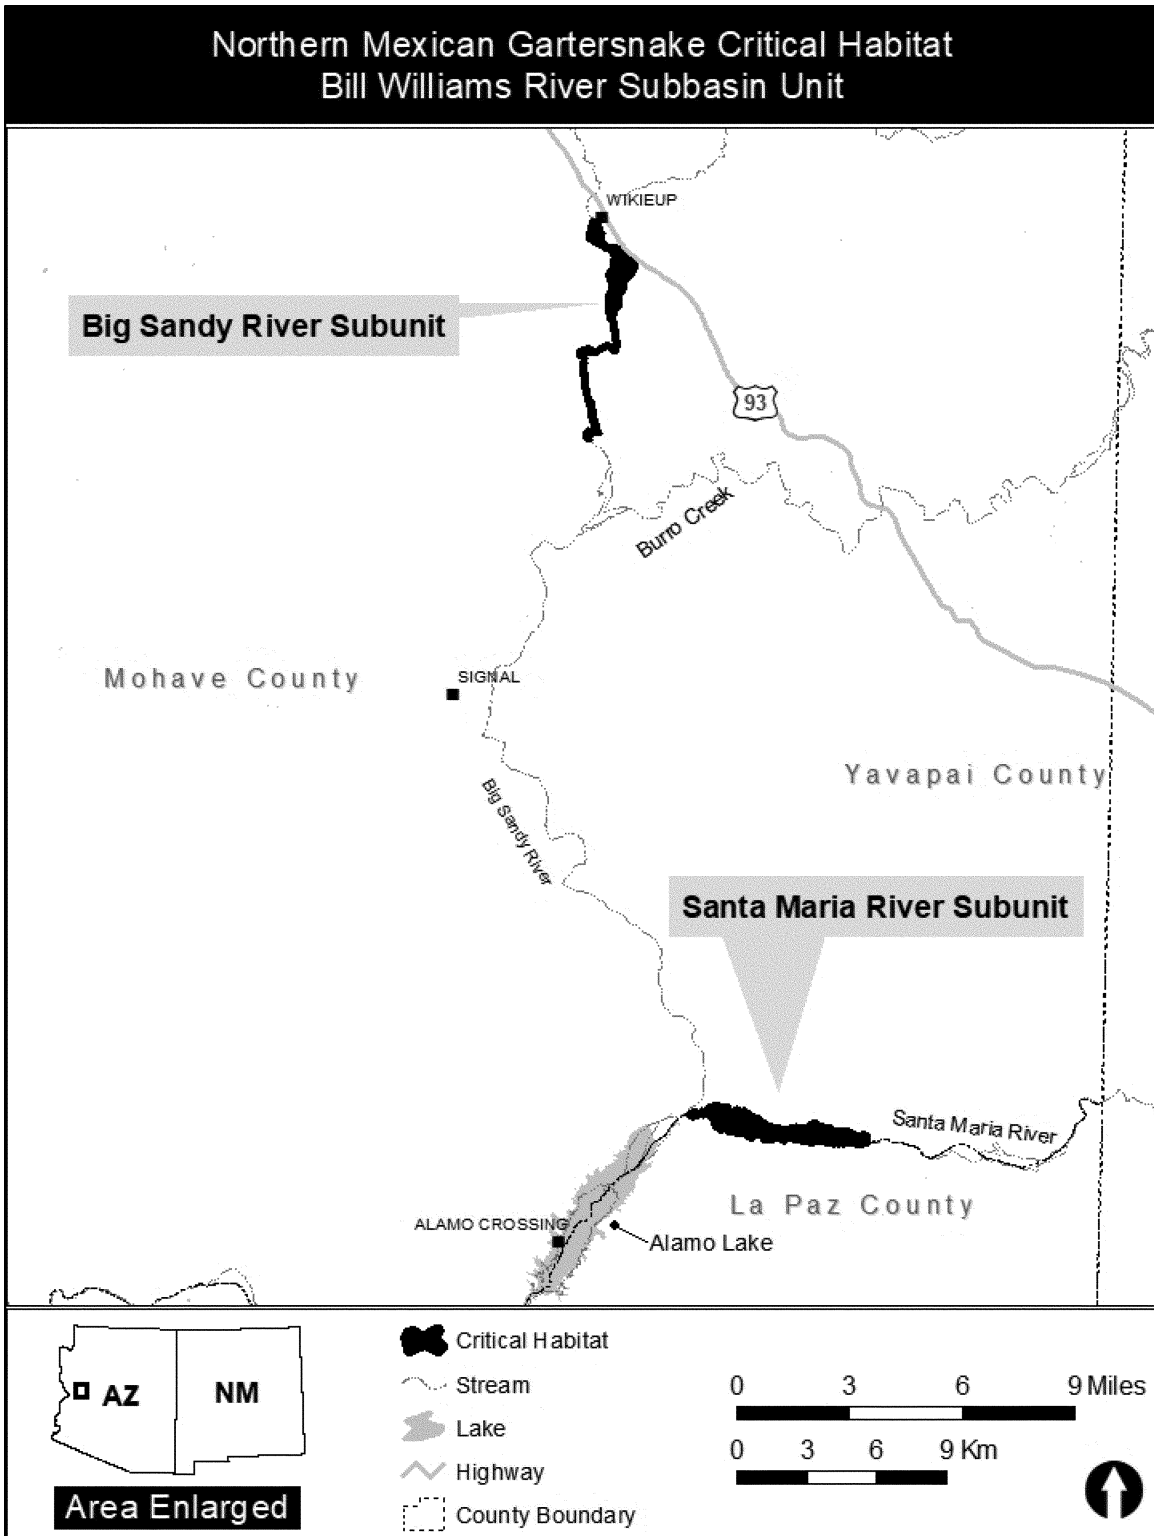 Northern Mexican Gartersnake Critical Habitat
Bill Williams River Subbasin Unit
WIKIEUP
Big Sandy River Subunit
93
Burro Creek
Mohave County
SIGNAL
Yavapai County
Big Sandy River
Santa Maria River Subunit
Santa Maria River
La Paz County
ALAMO CROSSING
Alamo Lake
AZ
NM
Area Enlarged
Critical Habitat
Stream
Lake
Highway
County Boundary
0 3 6 9 Miles
0 3 6 9 Km